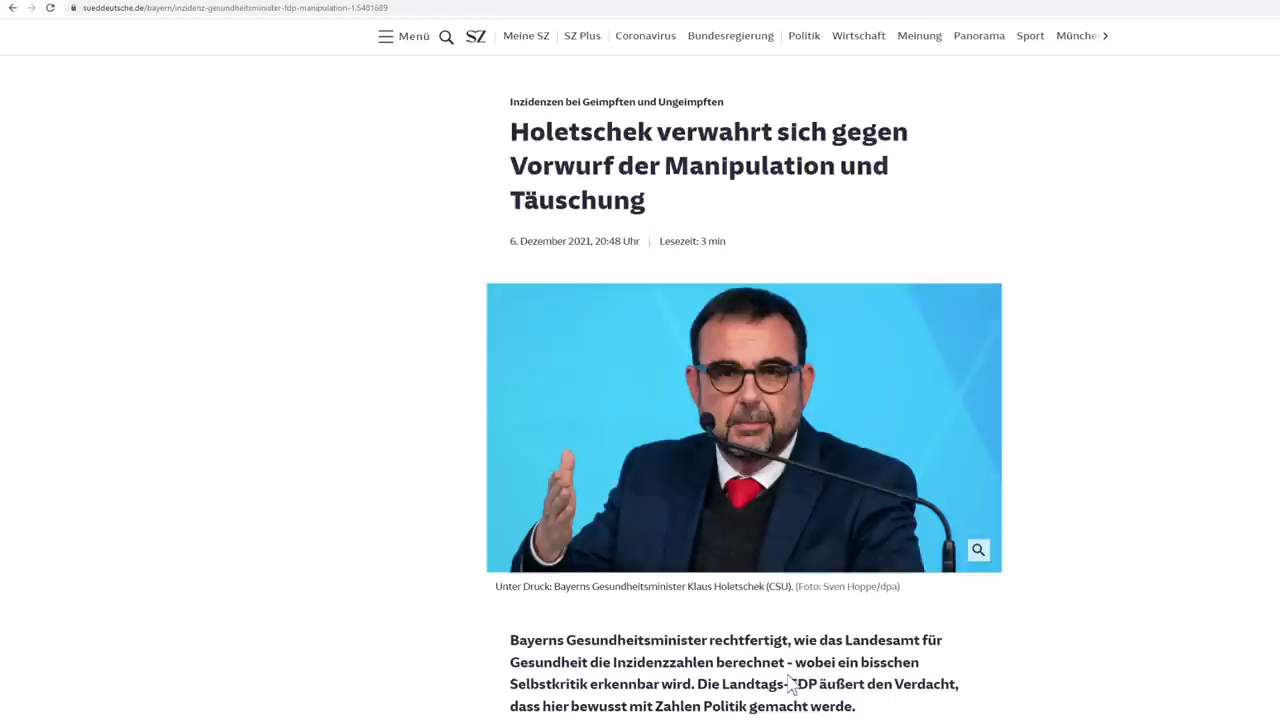 sueddeutsche.de/bayern/inzidenz-gesundheitsminister-fdp-manipulation-1.5481689
Menü SZ Meine SZ SZ Plus Coronavirus Bundesregierung Politik Wirtschaft Meinung Panorama Sport Münche
Inzidenzen bei Geimpften und Ungeimpften
Holetschek verwahrt sich gegen
Vorwurf der Manipulation und
Täuschung
6. Dezember 2021, 20:48 Uhr | Lesezeit: 3 min
Unter Druck: Bayerns Gesundheitsminister Klaus Holetschek (CSU). (Foto: Sven Hoppe/dpa)
Bayerns Gesundheitsminister rechtfertigt, wie das Landesamt für
Gesundheit die Inzidenzzahlen berechnet - wobei ein bisschen
Selbstkritik erkennbar wird. Die Landtags-FDP äußert den Verdacht,
dass hier bewusst mit Zahlen Politik gemacht werde.